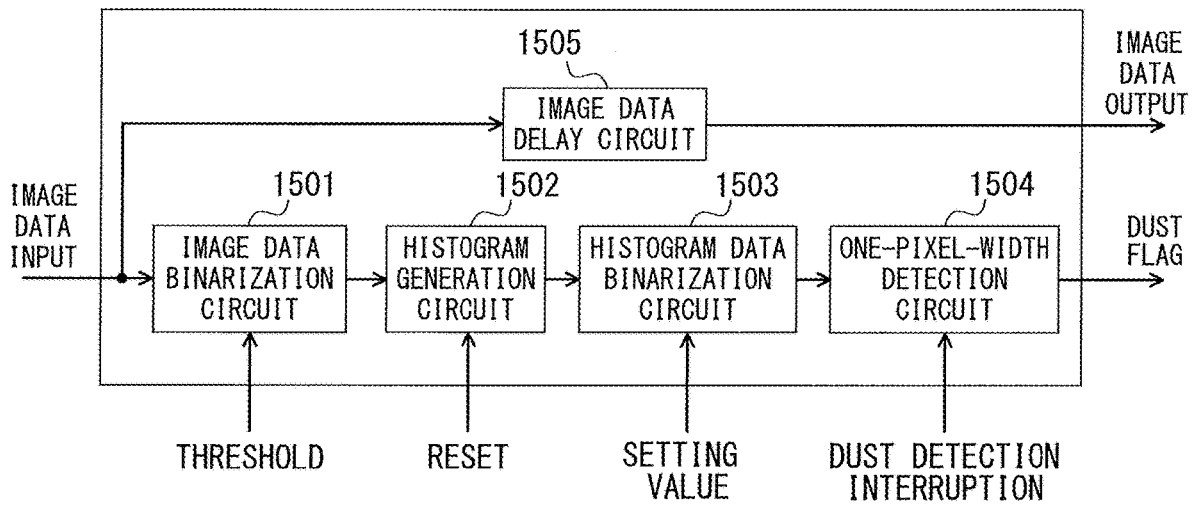 1505
IMAGE DATA
DELAY CIRCUIT
IMAGE
DATA
OUTPUT
IMAGE
DATA
INPUT
1501
IMAGE DATA
BINARIZATION
CIRCUIT
1502
HISTOGRAM
GENERATION
CIRCUIT
1503
HISTOGRAM DATA
BINARIZATION
CIRCUIT
1504
ONE-PIXEL-WIDTH
DETECTION
CIRCUIT
DUST
FLAG
THRESHOLD
RESET
SETTING
VALUE
DUST DETECTION
INTERRUPTION